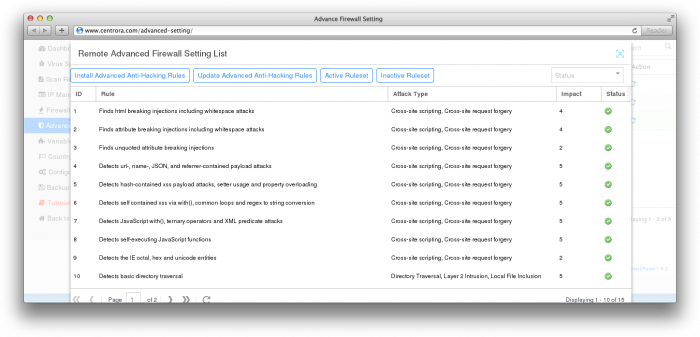 Advance Firewall Setting
www.centrora.com/advanced-setting/
Reader
Remote Advanced Firewall Setting List
Install Advanced Anti-Hacking Rules Update Advanced Anti-Hacking Rules Active Ruleset Inactive Ruleset Status
ID Rule Attack Type Impact Status
1 Finds html breaking injections including whitespace attacks Cross-site scripting, Cross-site request forgery 4
2 Finds attribute breaking injections including whitespace attacks Cross-site scripting, Cross-site request forgery 4
3 Finds unquoted attribute breaking injections Cross-site scripting, Cross-site request forgery 2
4 Detects url-, name-, JSON, and referrer-contained payload attacks Cross-site scripting, Cross-site request forgery 5
5 Detects hash-contained xss payload attacks, setter usage and property overloading Cross-site scripting, Cross-site request forgery 5
6 Detects self contained xss via with(), common loops and regex to string conversion Cross-site scripting, Cross-site request forgery 5
7 Detects JavaScript with(), ternary operators and XML predicate attacks Cross-site scripting, Cross-site request forgery 5
8 Detects self-executing JavaScript functions Cross-site scripting, Cross-site request forgery 5
9 Detects the IE octal, hex and unicode entities Cross-site scripting, Cross-site request forgery 2
10 Detects basic directory traversal Directory Traversal, Layer 2 Intrusion, Local File Inclusion 5
Page 1 of 2 Displaying 1 - 10 of 15
Virus S
Scan R
IP Man
Firewal
Advanc
Variabl
Countr
Config
Backup
Tutoria
Back to
Action